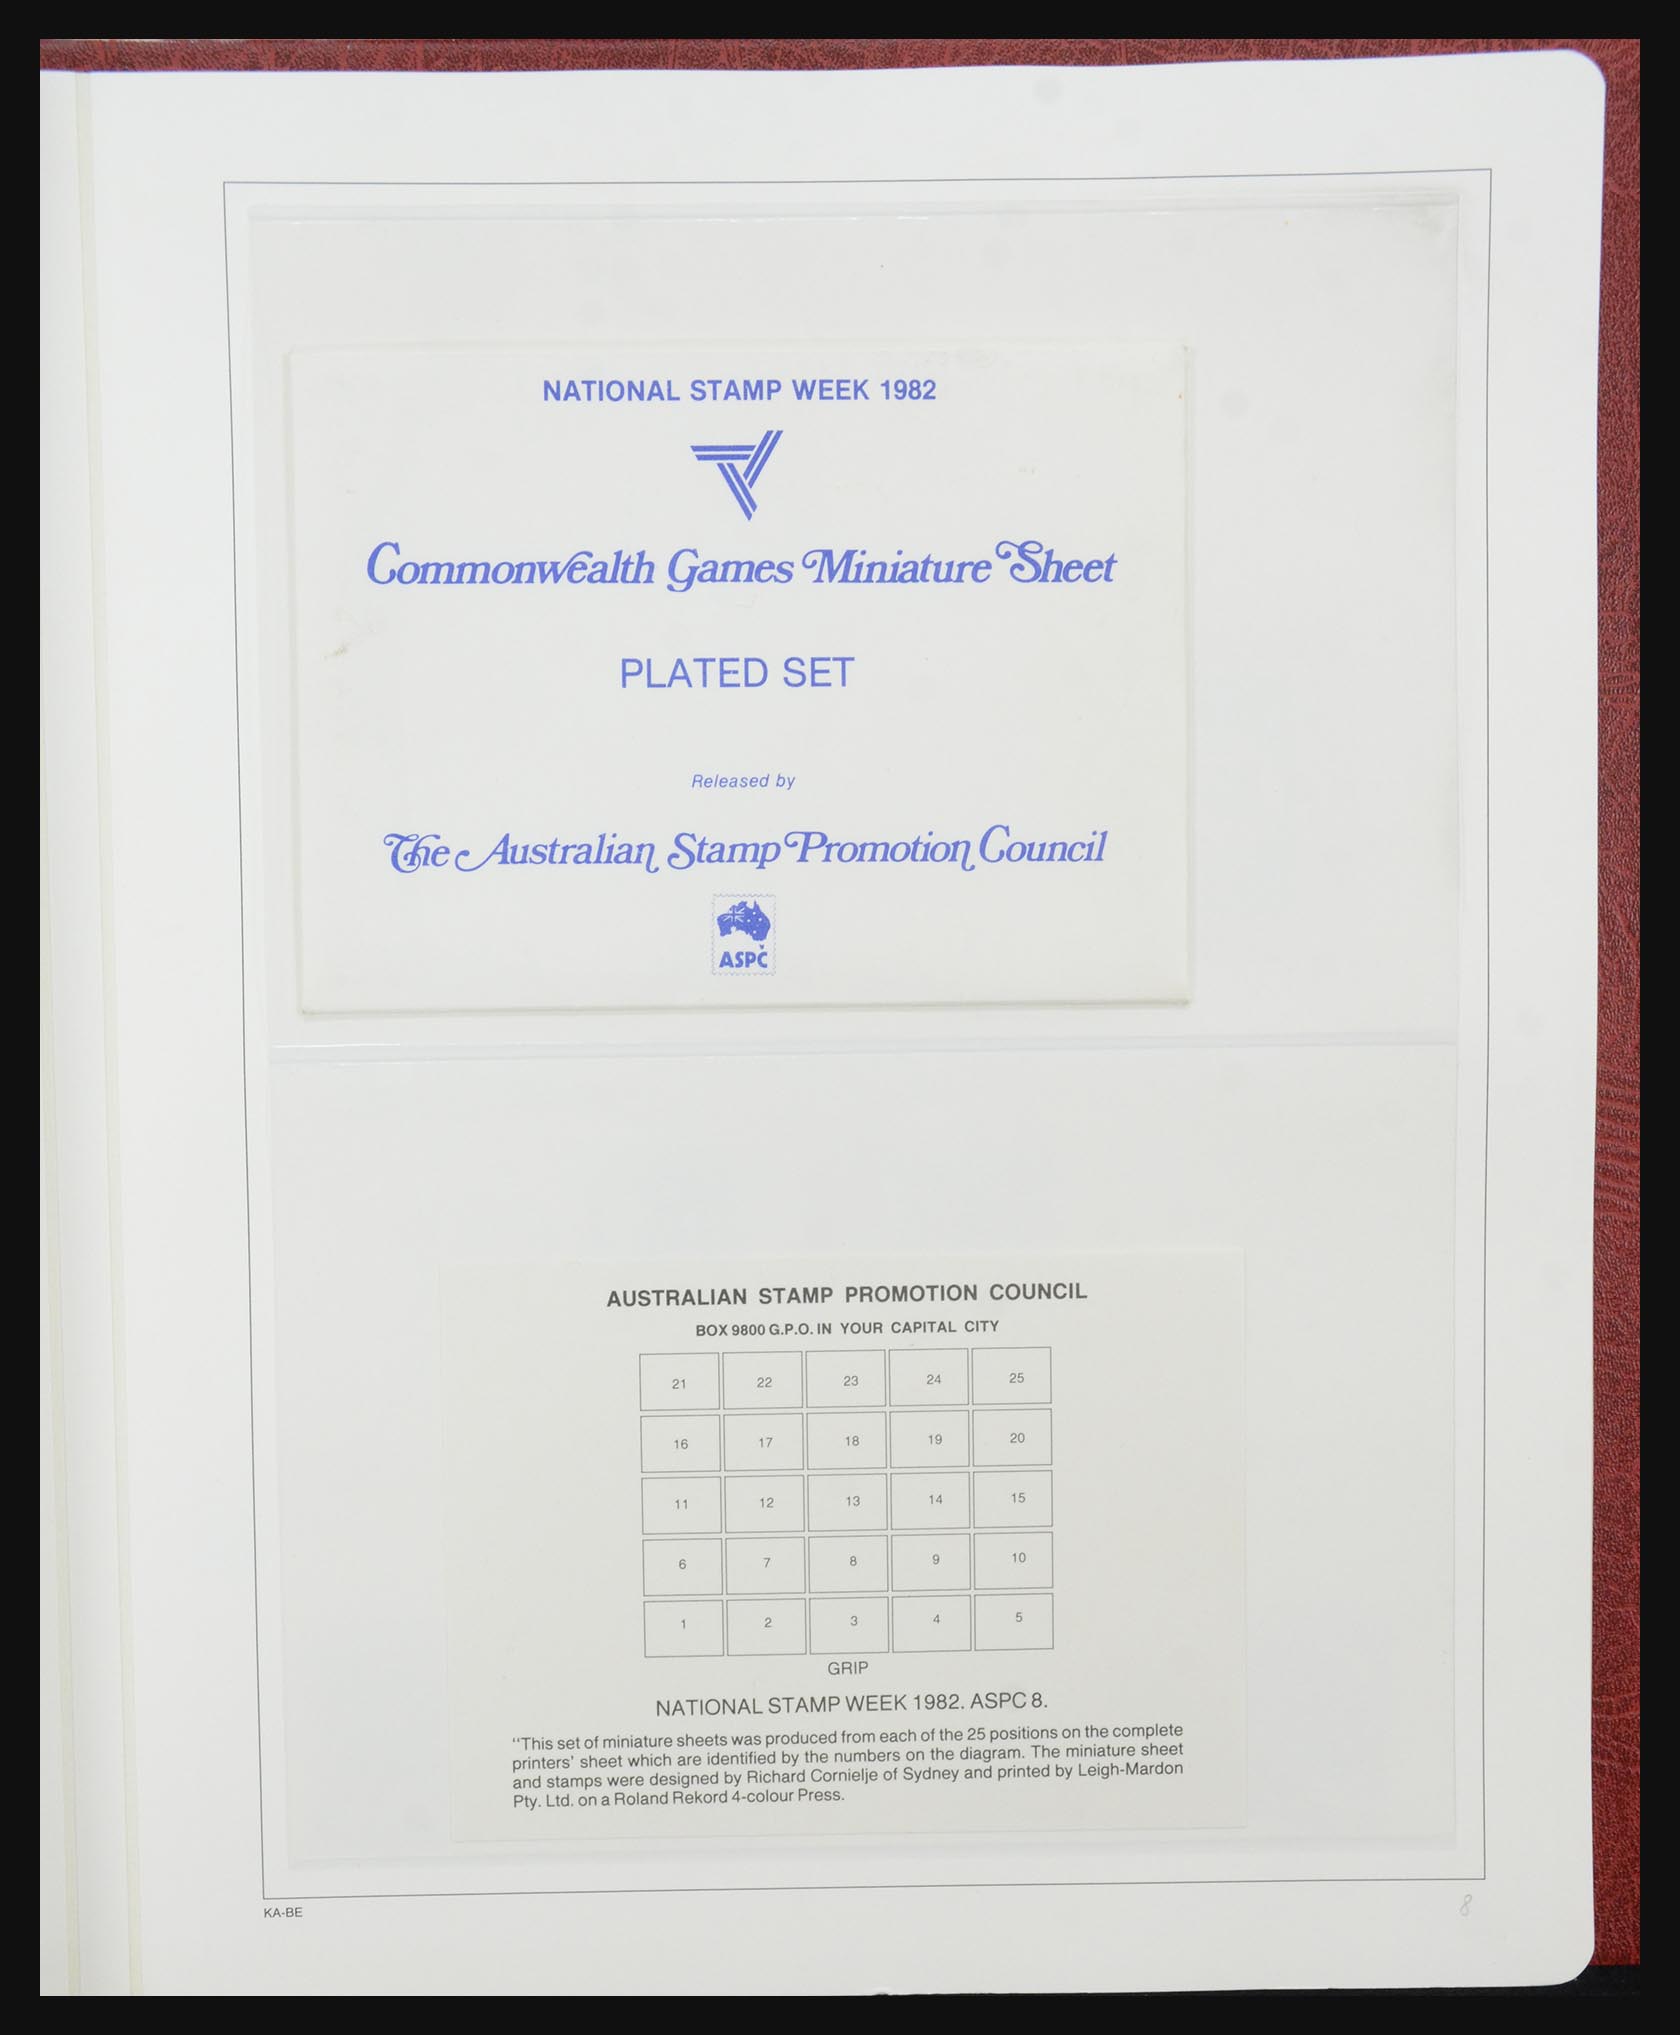 NATIONAL STAMP WEEK 1982
Commonwealth Games Miniature Sheet
PLATED SET
Released by
The Australian Stamp Promotion Council
ASPC
AUSTRALIAN STAMP PROMOTION COUNCIL
BOX 9800 G.P.O. IN YOUR CAPITAL CITY
21 22 23 24 25
16 17 18 19 20
11 12 13 14 15
6 7 8 9 10
1 2 3 4 5
GRIP
NATIONAL STAMP WEEK 1982. ASPC 8.
“This set of miniature sheets was produced from each of the 25 positions on the complete
printers’ sheet which are identified by the numbers on the diagram. The miniature sheet
and stamps were designed by Richard Cornielje of Sydney and printed by Leigh-Mardon
Pty. Ltd. on a Roland Rekord 4-colour Press.
KA-BE
8